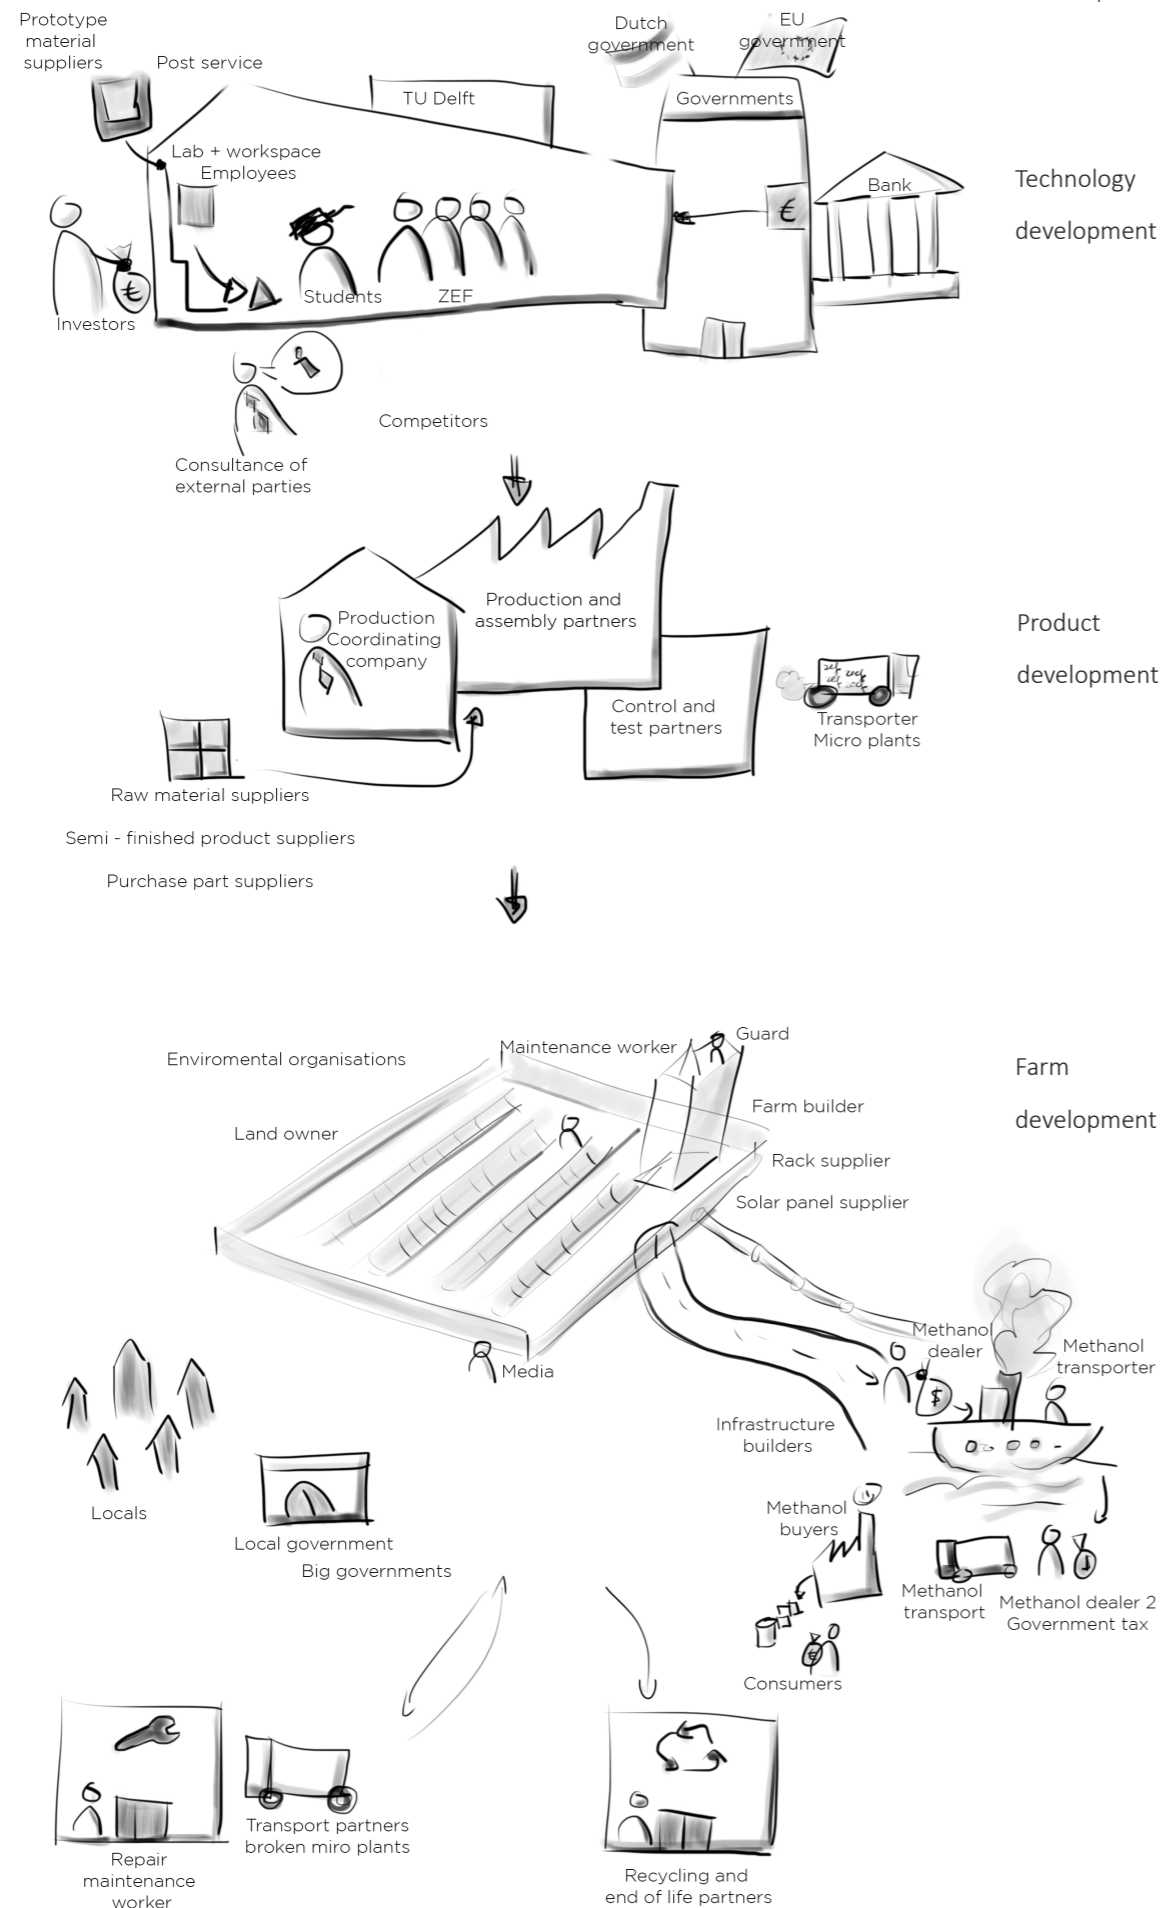 Prototype
material
suppliers
Post service
Dutch
government
EU
government
TU Delft
Governments
Lab + workspace
Employees
Bank
€
€
Students
ZEF
Investors
Technology
development
Competitors
Consultance of
external parties
Production and
assembly partners
Production
Coordinating
company
Control and
test partners
Transporter
Micro plants
Product
development
Raw material suppliers
Semi - finished product suppliers
Purchase part suppliers
Enviromental organisations
Maintenance worker
Guard
Farm
development
Farm builder
Land owner
Rack supplier
Solar panel supplier
Methanol
dealer
Methanol
transporter
Media
$
Infrastructure
builders
Locals
Local government
Big governments
Methanol
buyers
Methanol
transport
Methanol dealer 2
Government tax
€
Consumers
Transport partners
broken miro plants
Repair
maintenance
worker
Recycling and
end of life partners